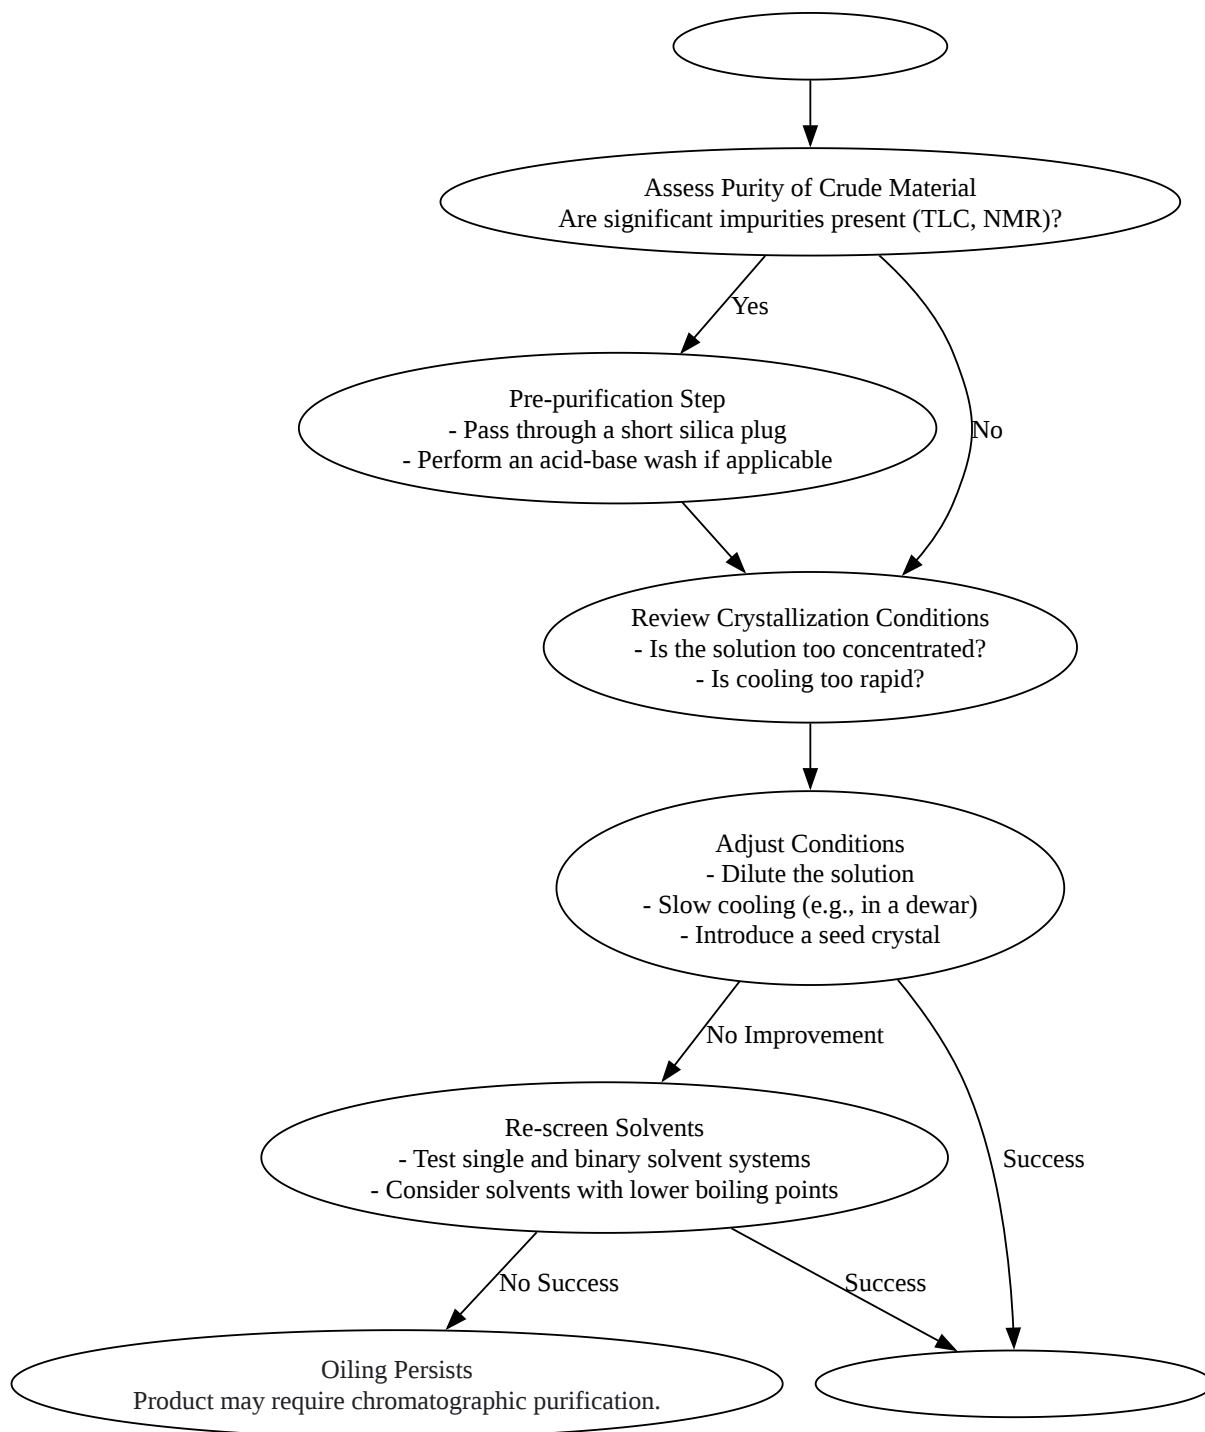 Assess Purity of Crude Material
Are significant impurities present (TLC, NMR)?
Yes
Pre-purification Step
- Pass through a short silica plug
- Perform an acid-base wash if applicable
No
Review Crystallization Conditions
- Is the solution too concentrated?
- Is cooling too rapid?
Adjust Conditions
- Dilute the solution
- Slow cooling (e.g., in a dewar)
- Introduce a seed crystal
No Improvement
Re-screen Solvents
- Test single and binary solvent systems
- Consider solvents with lower boiling points
Success
No Success
Success
Oiling Persists
Product may require chromatographic purification.